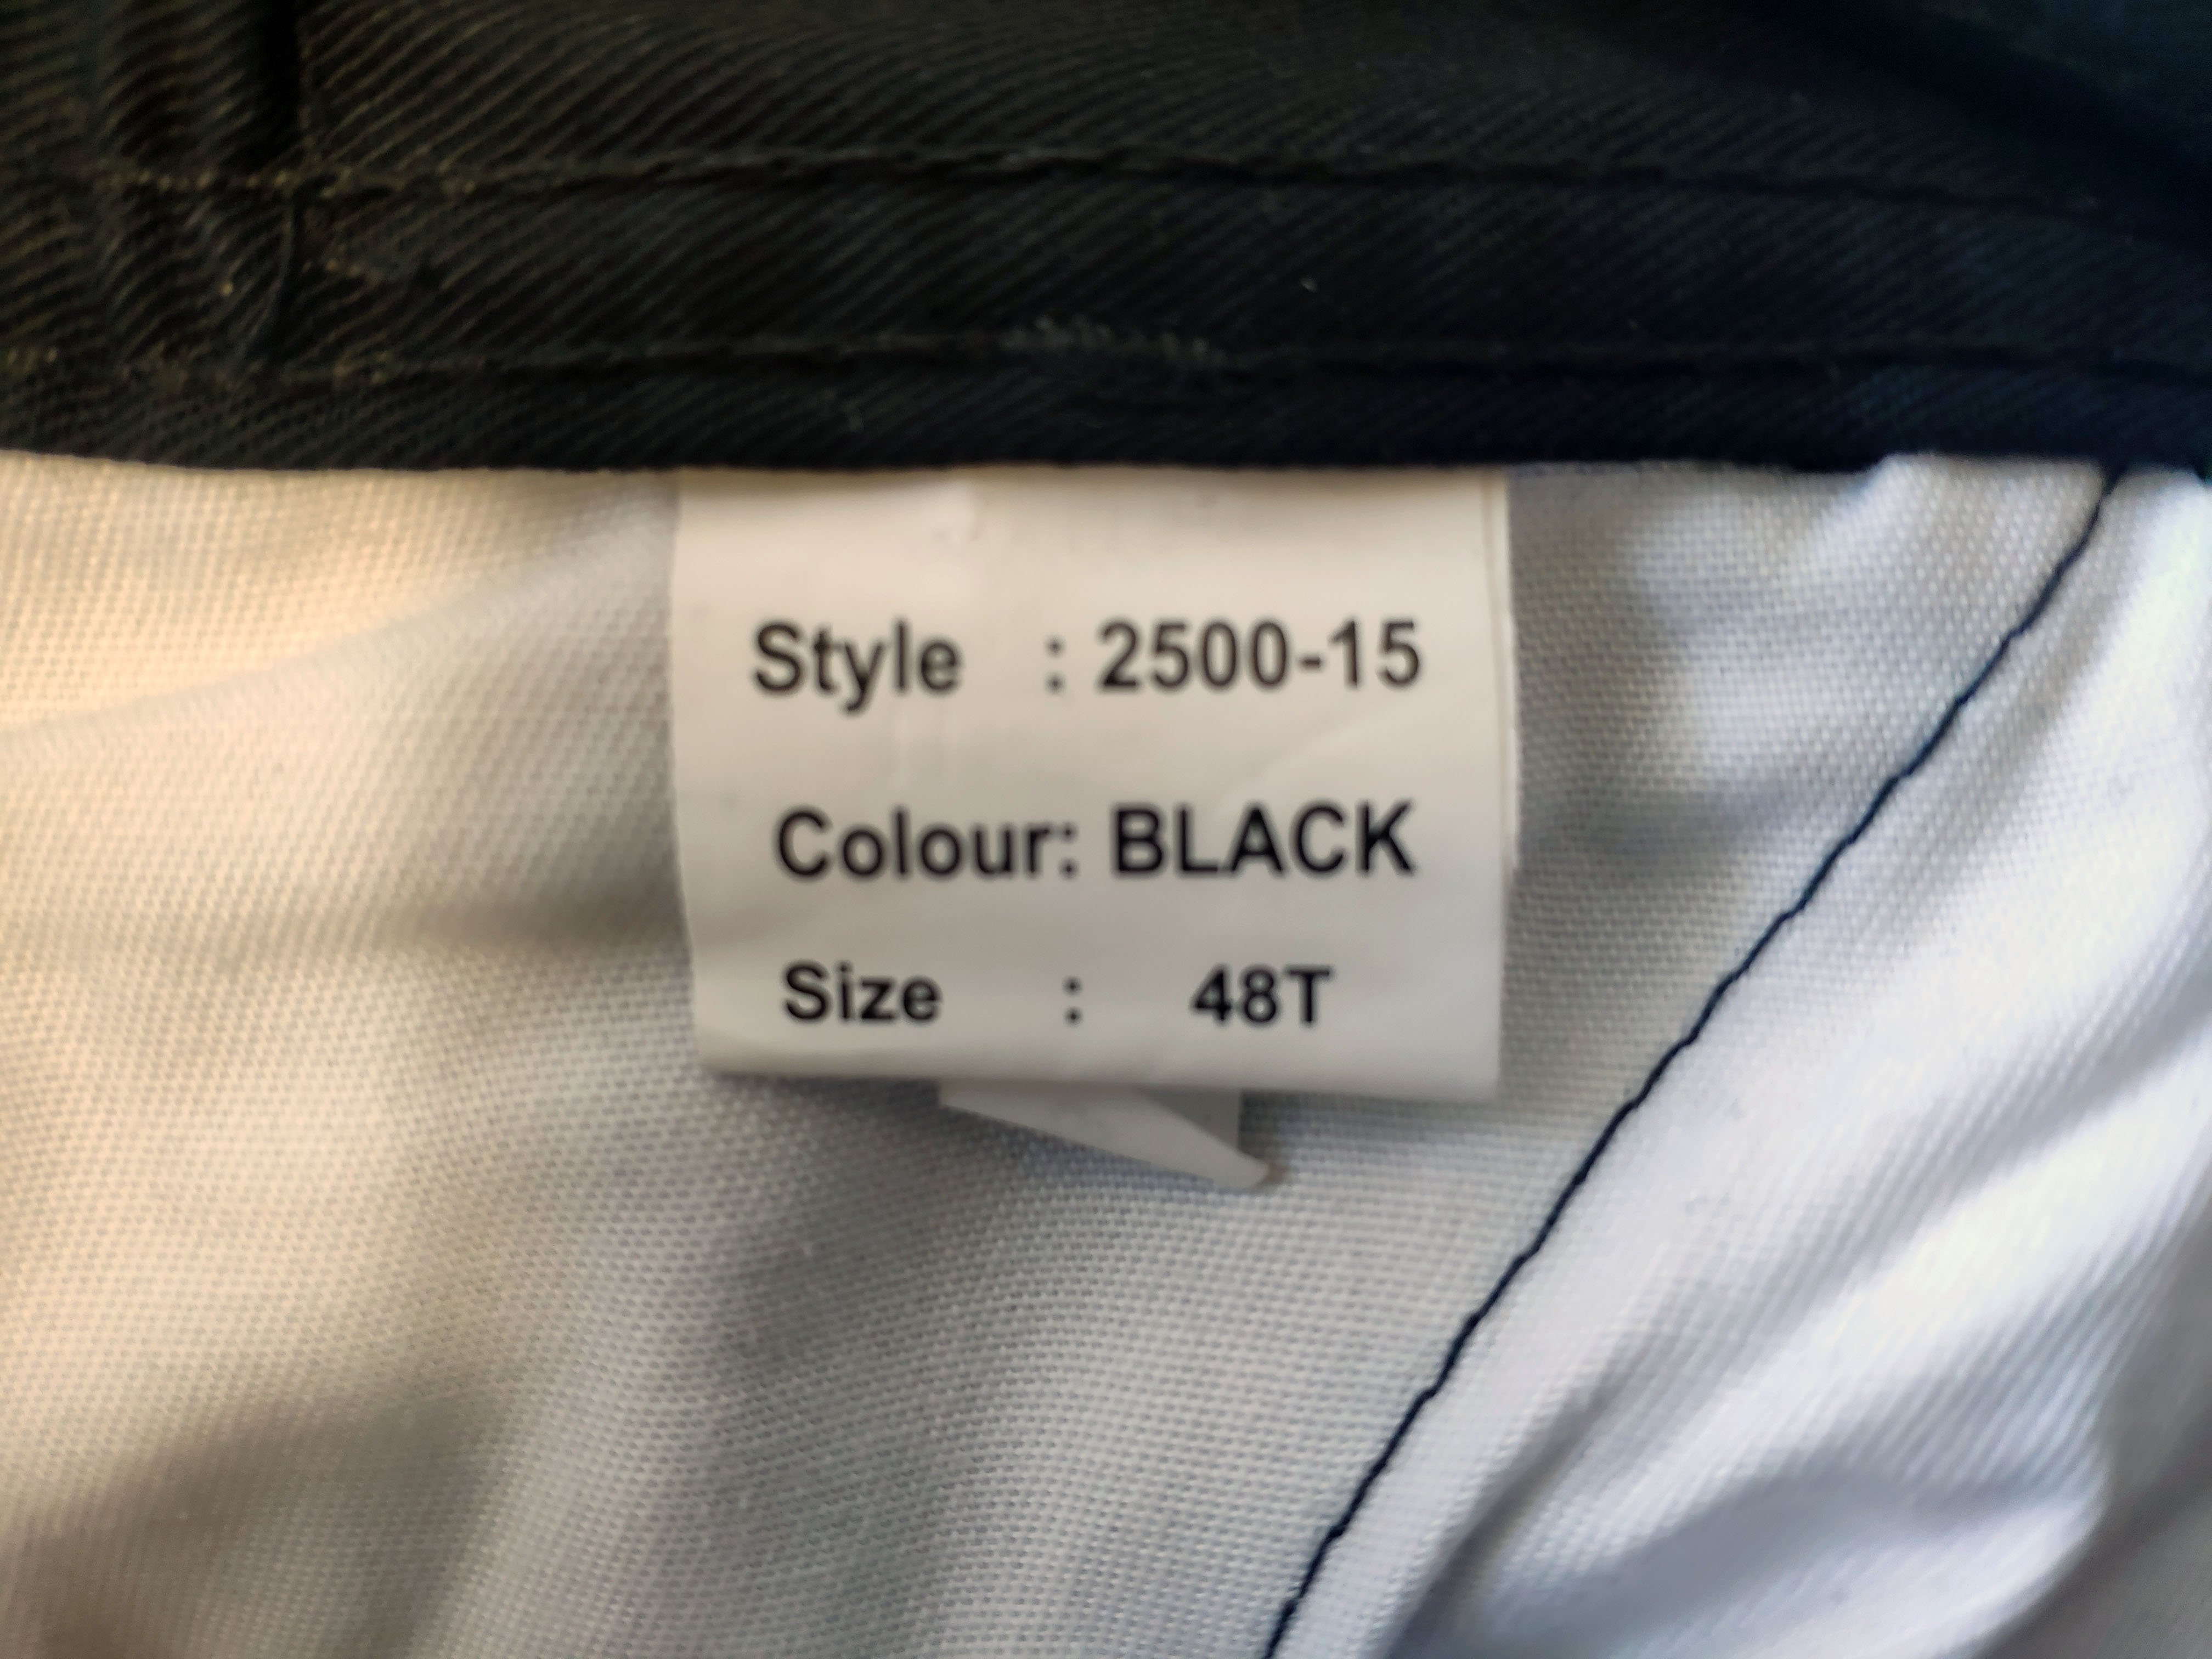 Style : 2500-15
Colour: BLACK
Size : 48T